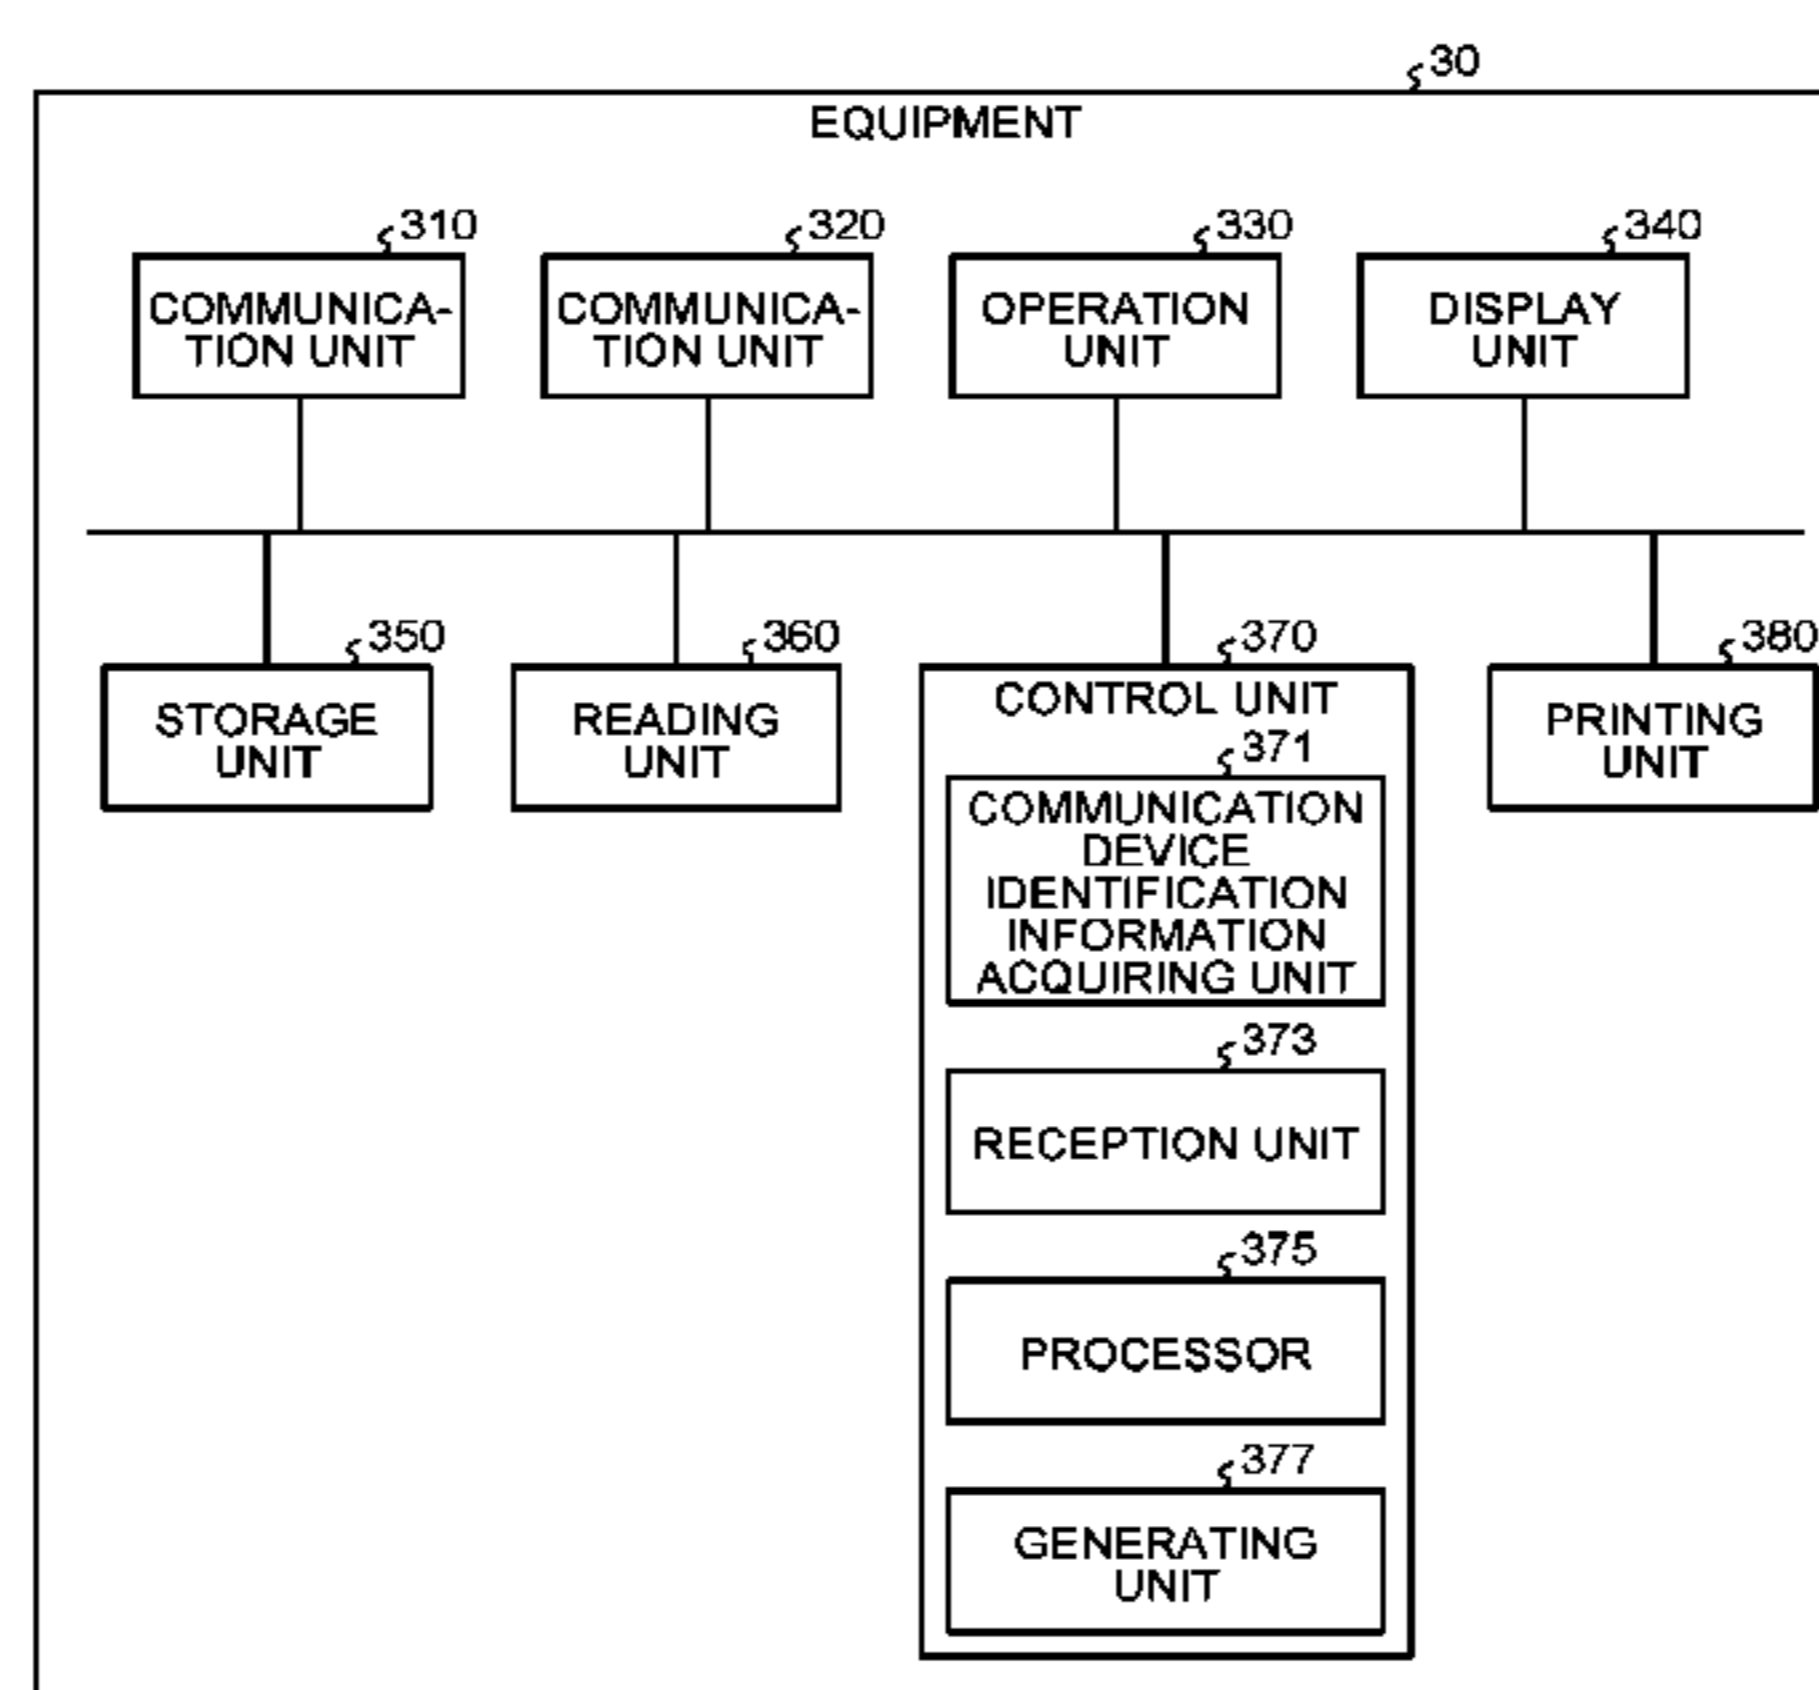 30
EQUIPMENT
310
COMMUNICA-
TION UNIT
320
COMMUNICA-
TION UNIT
330
OPERATION
UNIT
340
DISPLAY
UNIT
350
STORAGE
UNIT
360
READING
UNIT
370
CONTROL UNIT
371
COMMUNICATION
DEVICE
IDENTIFICATION
INFORMATION
ACQUIRING UNIT
373
RECEPTION UNIT
375
PROCESSOR
377
GENERATING
UNIT
380
PRINTING
UNIT